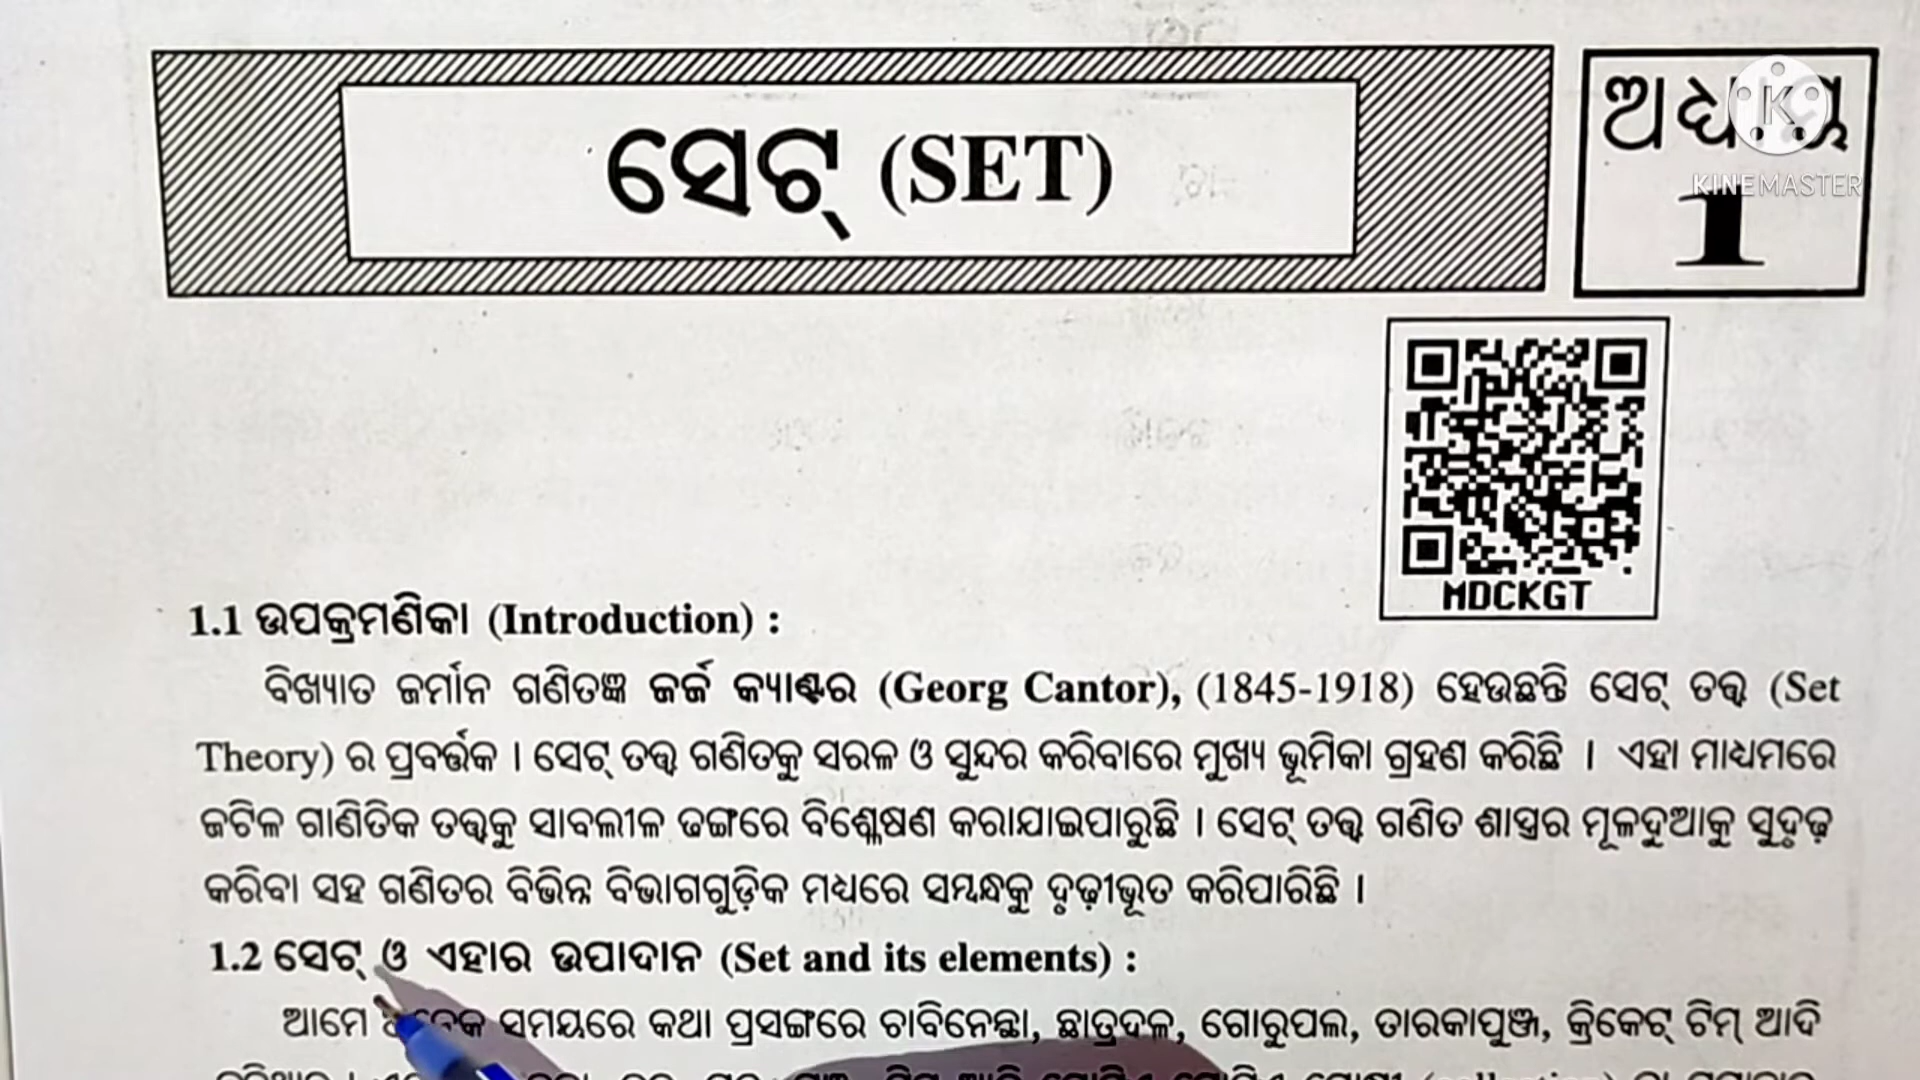 ସେଟ୍ (SET)
ଅଧ୍ୟାୟ
1
KINEMASTER
MDCKGT
1.1 ଉପକ୍ରମଣିକା (Introduction) :
ବିଖ୍ୟାତ ଜର୍ମାନ ଗଣିତଜ୍ଞ ଜର୍ଜ କ୍ୟାଣ୍ଟର (Georg Cantor), (1845-1918) ହେଉଛନ୍ତି ସେଟ୍ ତତ୍ତ୍ୱ (Set
Theory) ର ପ୍ରବର୍ତ୍ତକ । ସେଟ୍ ତତ୍ତ୍ୱ ଗଣିତକୁ ସରଳ ଓ ସୁନ୍ଦର କରିବାରେ ମୁଖ୍ୟ ଭୂମିକା ଗ୍ରହଣ କରିଛି । ଏହା ମାଧ୍ୟମରେ
ଜଟିଳ ଗାଣିତିକ ତତ୍ତ୍ୱକୁ ସାବଲୀଳ ଢଙ୍ଗରେ ବିଶ୍ଳେଷଣ କରାଯାଇପାରୁଛି । ସେଟ୍ ତତ୍ତ୍ୱ ଗଣିତ ଶାସ୍ତ୍ରର ମୂଳଦୁଆକୁ ସୁଦୃଢ଼
କରିବା ସହ ଗଣିତର ବିଭିନ୍ନ ବିଭାଗଗୁଡ଼ିକ ମଧ୍ୟରେ ସମ୍ବନ୍ଧକୁ ଦୃଢ଼ୀଭୂତ କରିପାରିଛି ।
1.2 ସେଟ୍ ଓ ଏହାର ଉପାଦାନ (Set and its elements) :
ଆମେ ସମୟରେ କଥା ପ୍ରସଙ୍ଗରେ ଚାବିନେନ୍ଥା, ଛାତ୍ରଦଳ, ଗୋରୁପଲ, ତାରକାପୁଞ୍ଜ, କ୍ରିକେଟ୍ ଟିମ୍ ଆଦି